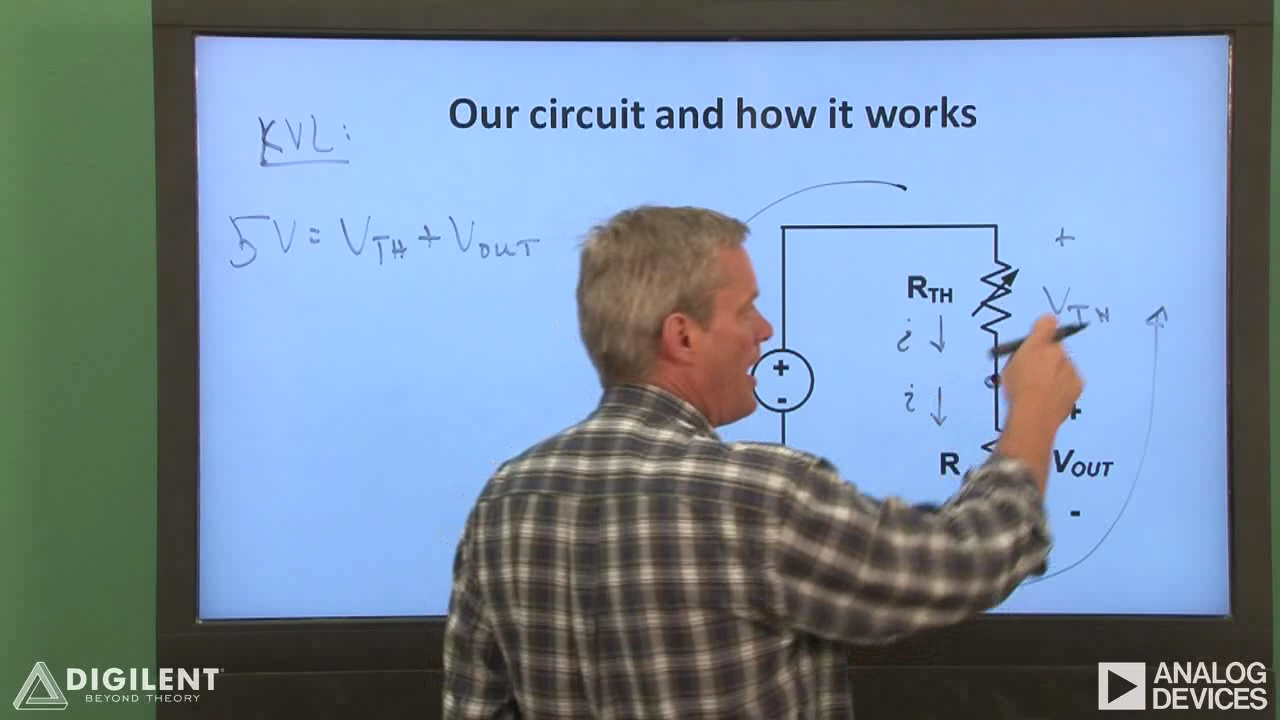 Our circuit and how it works
KVL:
5V = VTH + VOUT
+
RTH
VTH
i
+
-
i
+
R
VOUT
-
DIGILENT
BEYOND THEORY
ANALOG
DEVICES